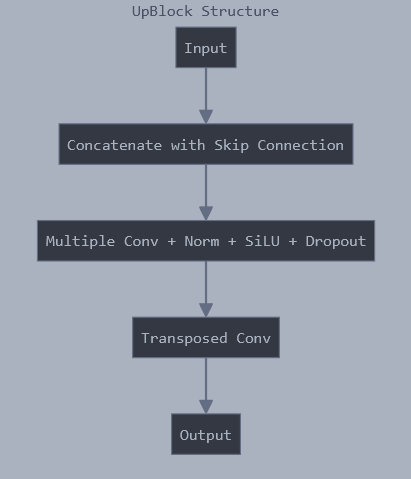 UpBlock Structure
Input
Concatenate with Skip Connection
Multiple Conv + Norm + SiLU + Dropout
Transposed Conv
Output